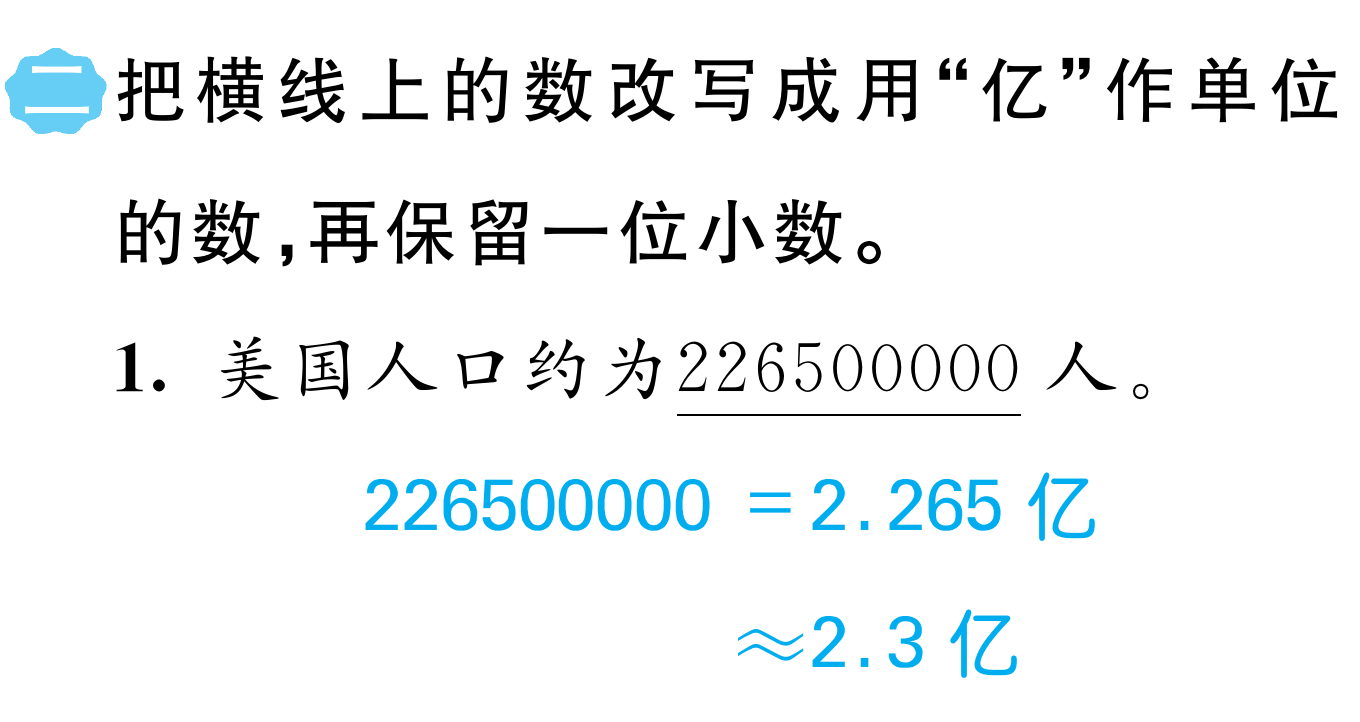 二 把横线上的数改写成用“亿”作单位
的数,再保留一位小数。
1. 美国人口约为226500000 人。
226500000 =2.265 亿
≈2.3 亿